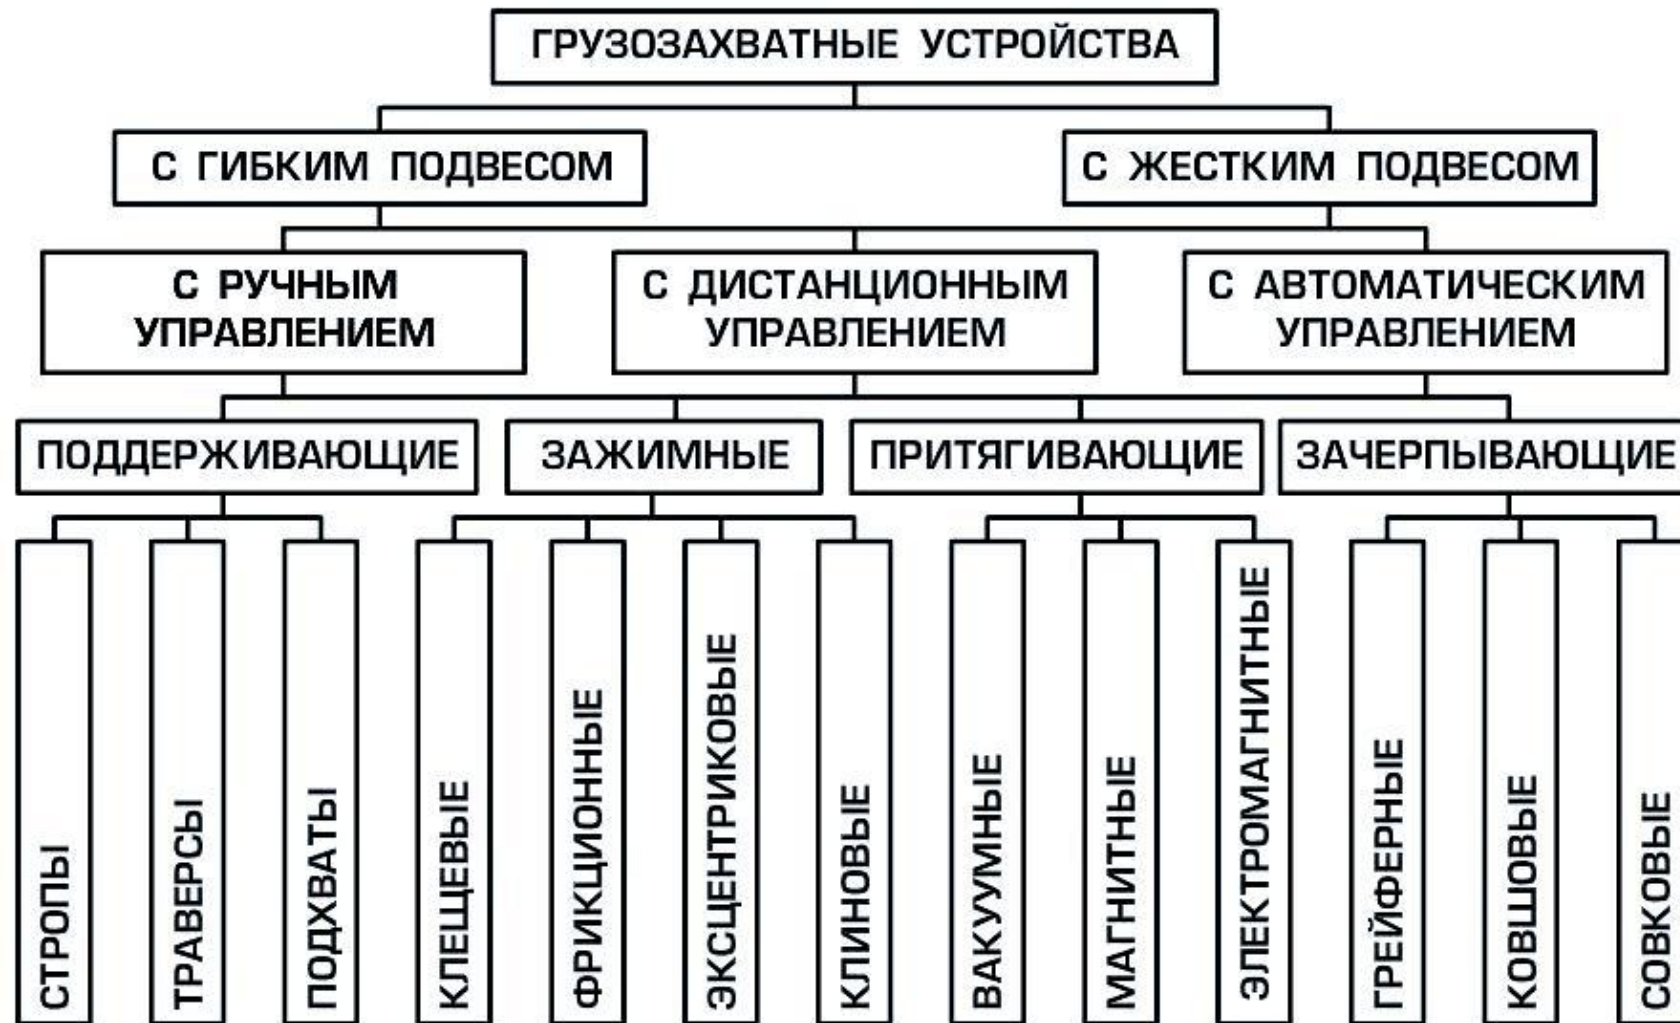 ГРУЗОЗАХВАТНЫЕ УСТРОЙСТВА
С ГИБКИМ ПОДВЕСОМ
С ЖЕСТКИМ ПОДВЕСОМ
С РУЧНЫМ
УПРАВЛЕНИЕМ
С ДИСТАНЦИОННЫМ
УПРАВЛЕНИЕМ
С АВТОМАТИЧЕСКИМ
УПРАВЛЕНИЕМ
ПОДДЕРЖИВАЮЩИЕ
ЗАЖИМНЫЕ
ПРИТЯГИВАЮЩИЕ
ЗАЧЕРПЫВАЮЩИЕ
СТРОПЫ
ТРАВЕРСЫ
ПОДХВАТЫ
КЛЕЩЕВЫЕ
ФРИКЦИОННЫЕ
ЭКСЦЕНТРИКОВЫЕ
КЛИНОВЫЕ
ВАКУУМНЫЕ
МАГНИТНЫЕ
ЭЛЕКТРОМАГНИТНЫЕ
ГРЕЙФЕРНЫЕ
КОВШОВЫЕ
СОВКОВЫЕ